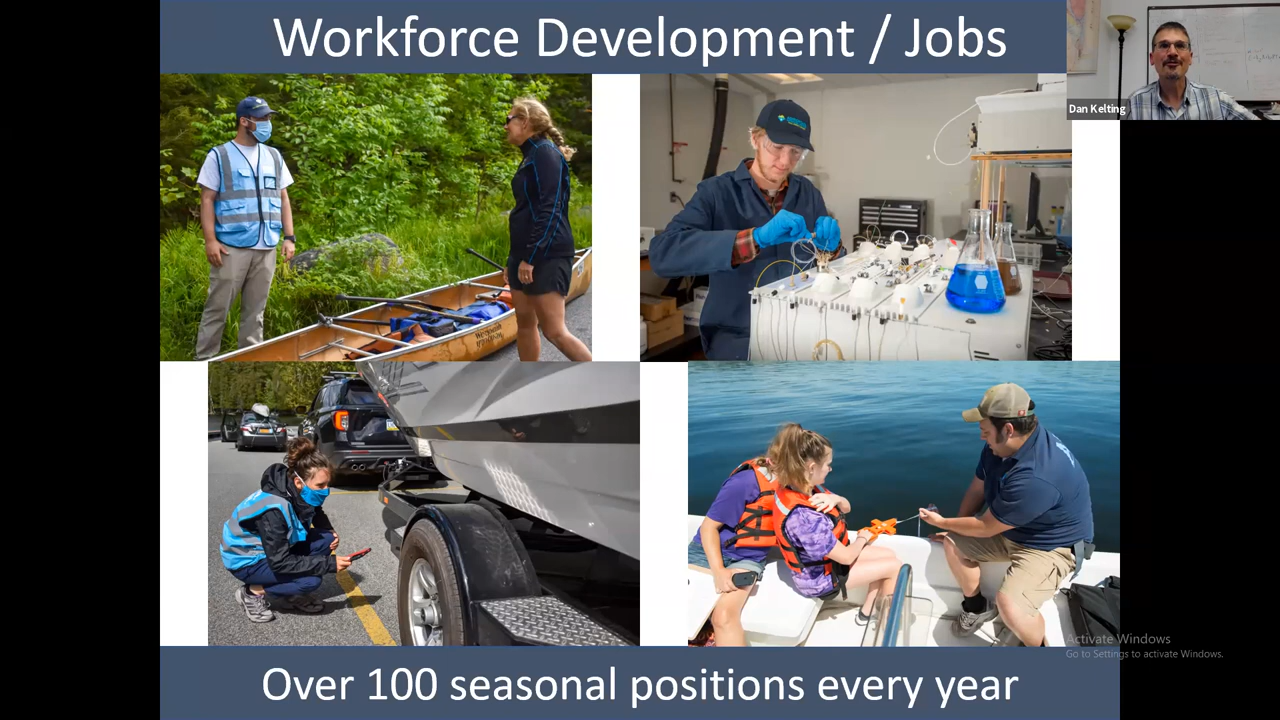 Workforce Development / Jobs
Dan Kelting
Over 100 seasonal positions every year
Activate Windows
Go to Settings to activate Windows.